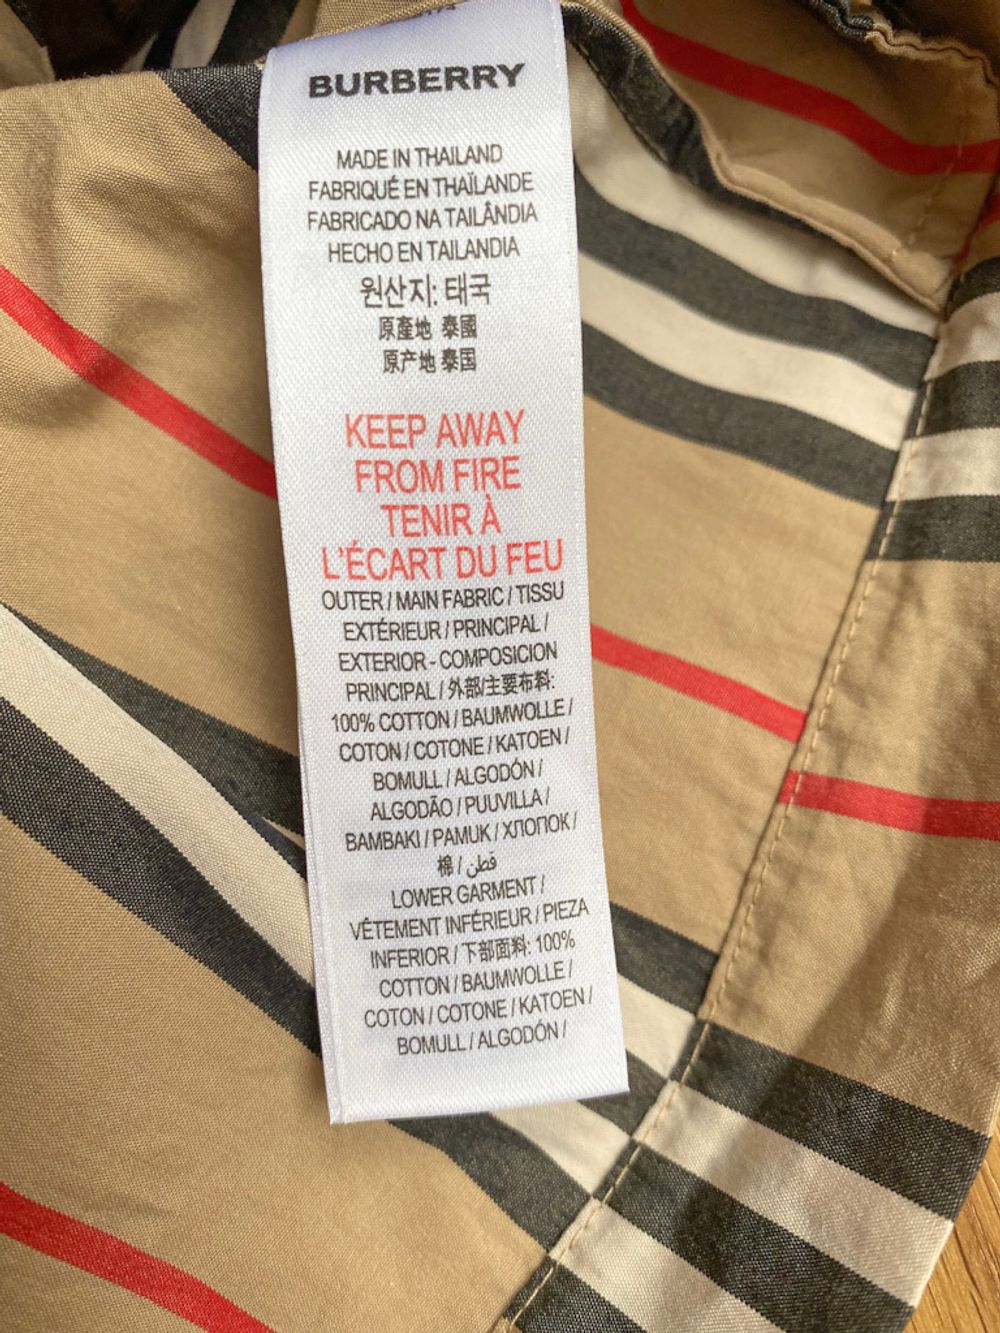 BURBERRY
MADE IN THAILAND
FABRIQUÉ EN THAÏLANDE
FABRICADO NA TAILÂNDIA
HECHO EN TAILANDIA
원산지: 태국
原產地 泰國
原产地 泰国
KEEP AWAY
FROM FIRE
TENIR À
L'ÉCART DU FEU
OUTER / MAIN FABRIC / TISSU
EXTÉRIEUR / PRINCIPAL /
EXTERIOR - COMPOSICION
PRINCIPAL / 外部/主要布料:
100% COTTON / BAUMWOLLE /
COTON / COTONE / KATOEN /
BOMULL / ALGODÓN /
ALGODÃO / PUUVILLA /
BAMBAKI / PAMUK / ХЛОПОК /
棉 / قطن
LOWER GARMENT /
VÊTEMENT INFÉRIEUR / PIEZA
INFERIOR / 下部面料: 100%
COTTON / BAUMWOLLE /
COTON / COTONE / KATOEN /
BOMULL / ALGODÓN /